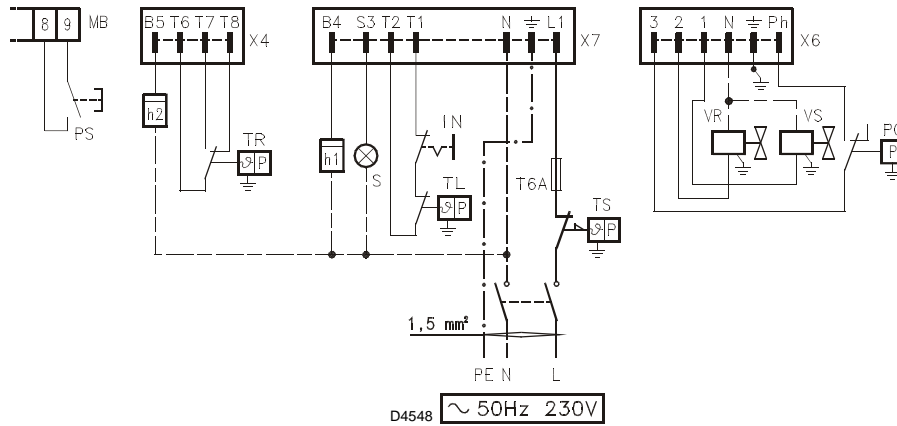 8 9 MB
B5 T6 T7 T8 X4
B4 S3 T2 T1 N L1 X7
3 2 1 N Ph X6
PS
h2
TR
ϑ P
h1
S
IN
TL
ϑ P
T6A
TS
ϑ P
VR
VS
P
1,5 mm²
PE N L
D4548
~ 50Hz 230V